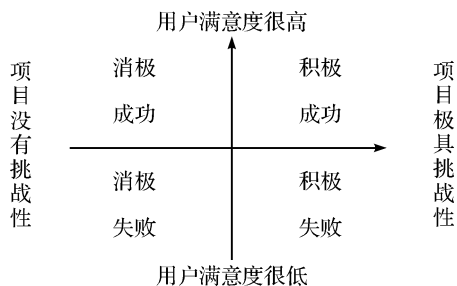 用户满意度很高
项目没有挑战性
消极
成功
积极
成功
消极
失败
积极
失败
项目极具挑战性
用户满意度很低